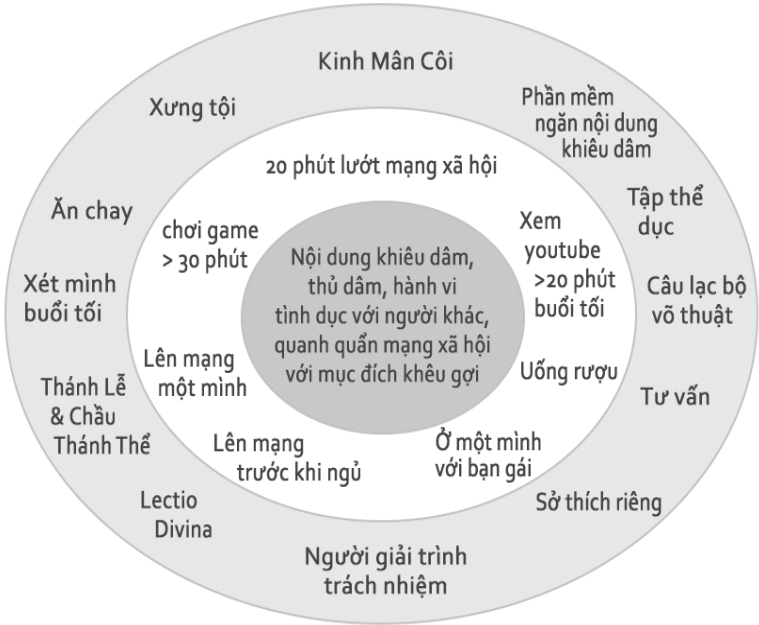 Kinh Mân Côi
Xưng tội
Phần mềm
ngăn nội dung
khiêu dâm
20 phút lướt mạng xã hội
Ăn chay
Tập thể
dục
chơi game
> 30 phút
Xem
youtube
>20 phút
buổi tối
Nội dung khiêu dâm,
thủ dâm, hành vi
tình dục với người khác,
quanh quẩn mạng xã hội
với mục đích khêu gợi
Xét mình
buổi tối
Câu lạc bộ
võ thuật
Lên mạng
một mình
Uống rượu
Thánh Lễ
& Chầu
Thánh Thể
Tư vấn
Lên mạng
trước khi ngủ
Ở một mình
với bạn gái
Lectio
Divina
Sở thích riêng
Người giải trình
trách nhiệm